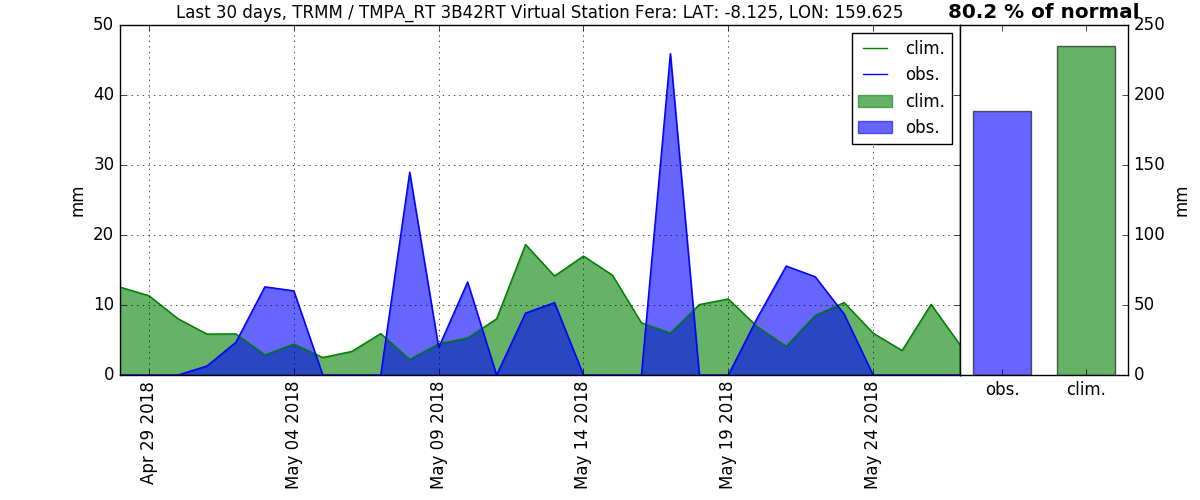 Last 30 days, TRMM / TMPA_RT 3B42RT Virtual Station Fera: LAT: -8.125, LON: 159.625
80.2 % of normal
50
40
30
20
10
0
mm
clim.
obs.
clim.
obs.
Apr 29 2018
May 04 2018
May 09 2018
May 14 2018
May 19 2018
May 24 2018
250
200
150
100
50
0
mm
obs.
clim.